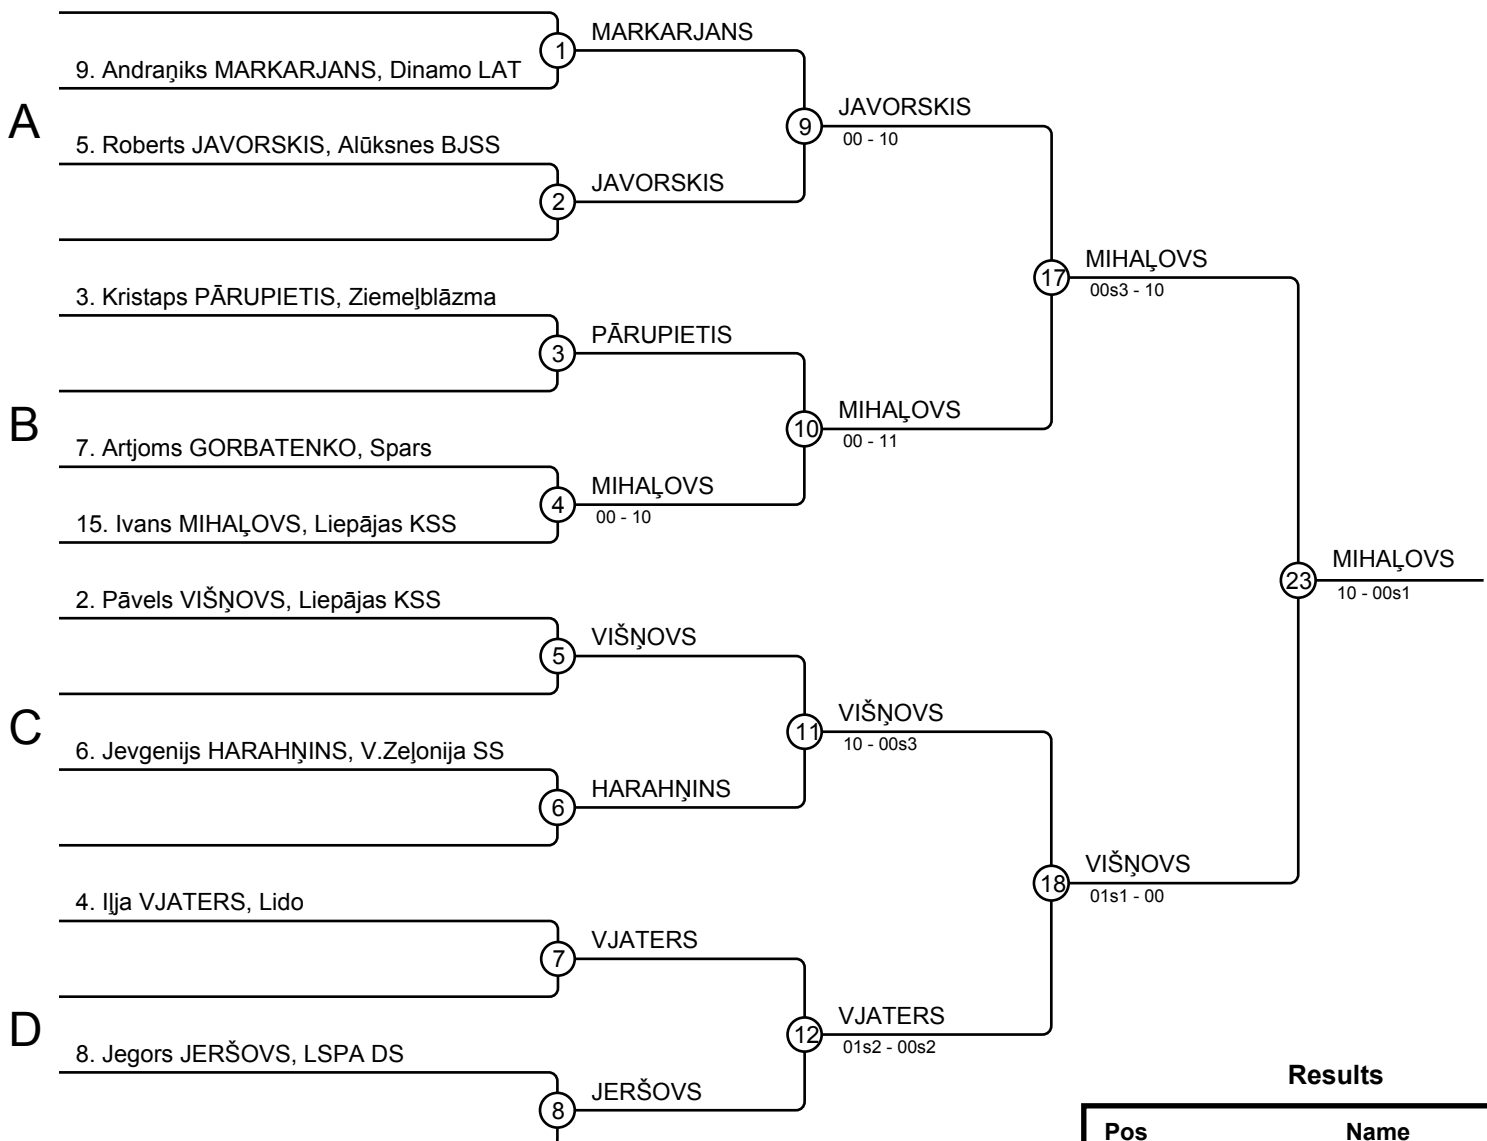 MARKARJANS
1
9. Andraņiks MARKARJANS, Dinamo LAT
A
JAVORSKIS
9
00 - 10
5. Roberts JAVORSKIS, Alūksnes BJSS
JAVORSKIS
2
MIHAĻOVS
17
00s3 - 10
3. Kristaps PĀRUPIETIS, Ziemeļblāzma
PĀRUPIETIS
3
B
MIHAĻOVS
10
00 - 11
7. Artjoms GORBATENKO, Spars
MIHAĻOVS
4
00 - 10
15. Ivans MIHAĻOVS, Liepājas KSS
MIHAĻOVS
23
10 - 00s1
2. Pāvels VIŠŅOVS, Liepājas KSS
VIŠŅOVS
5
C
VIŠŅOVS
11
10 - 00s3
6. Jevgenijs HARAHŅINS, V.Zeļonija SS
HARAHŅINS
6
VIŠŅOVS
18
01s1 - 00
4. Iļja VJATERS, Lido
VJATERS
7
D
VJATERS
12
01s2 - 00s2
8. Jegors JERŠOVS, LSPA DS
JERŠOVS
8
Results
Pos Name